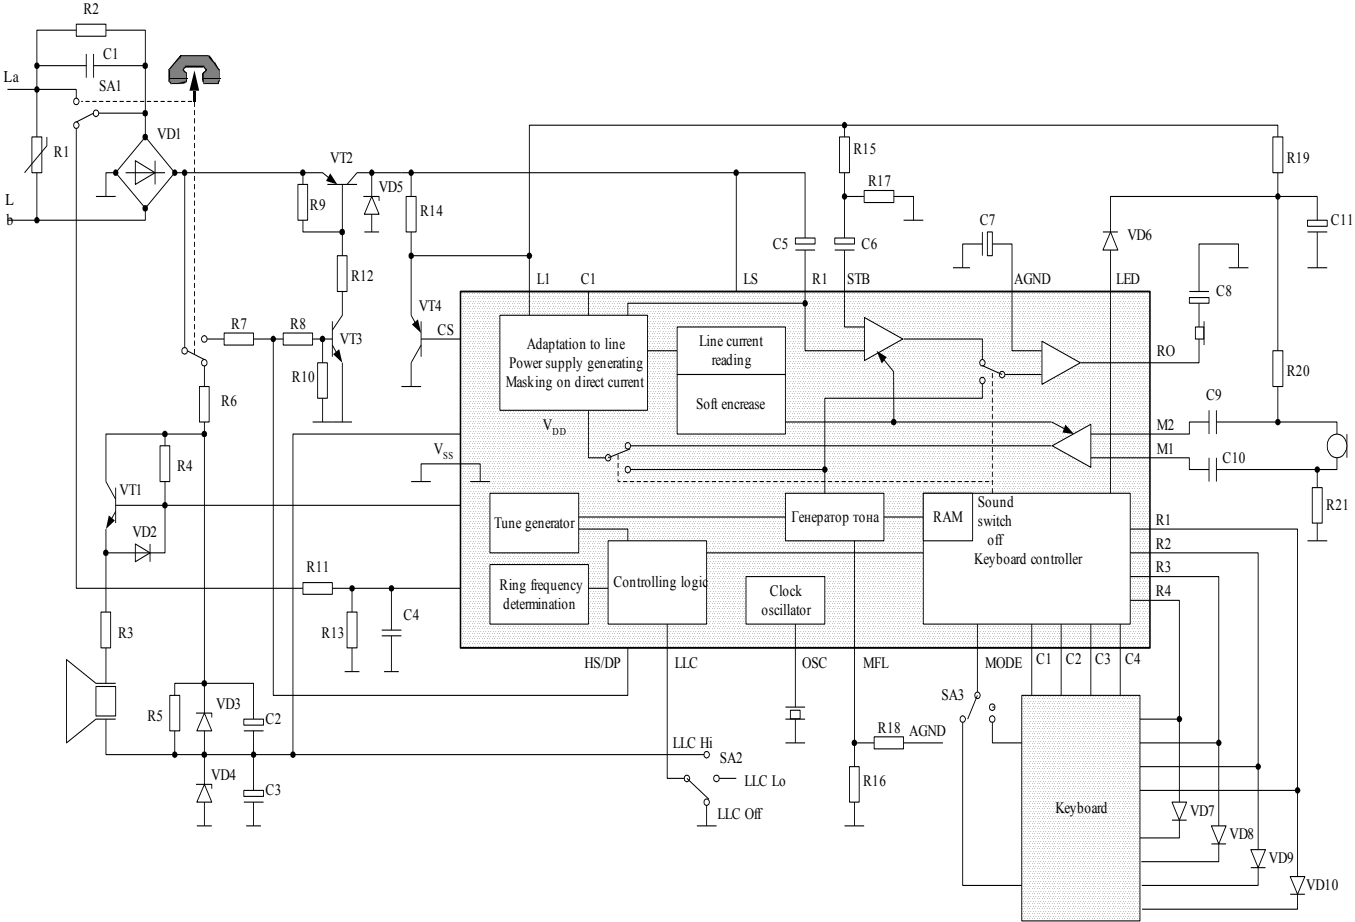 R2
C1
La
SA1
R1
VD1
L
b
VT2
R9
VD5
R14
R12
VT4
VT3
R7
R8
R10
R6
R4
VT1
VD2
R11
R13
C4
R3
R5
VD3
C2
VD4
C3
R15
R17
R19
C5
C6
C7
VD6
C11
C8
R20
C9
C10
R21
L1
C1
LS
R1
STB
AGND
LED
CS
RO
M2
M1
Adaptation to line
Power supply generating
Masking on direct current
Line current
reading
Soft encrease
VDD
VSS
Tune generator
Генератор тона
RAM
Sound
switch
off
Keyboard controller
Controlling logic
Ring frequency
determination
Clock
oscillator
R1
R2
R3
R4
HS/DP
LLC
OSC
MFL
MODE
C1
C2
C3
C4
SA3
R18
AGND
R16
LLC Hi
SA2
LLC Lo
LLC Off
Keyboard
VD7
VD8
VD9
VD10